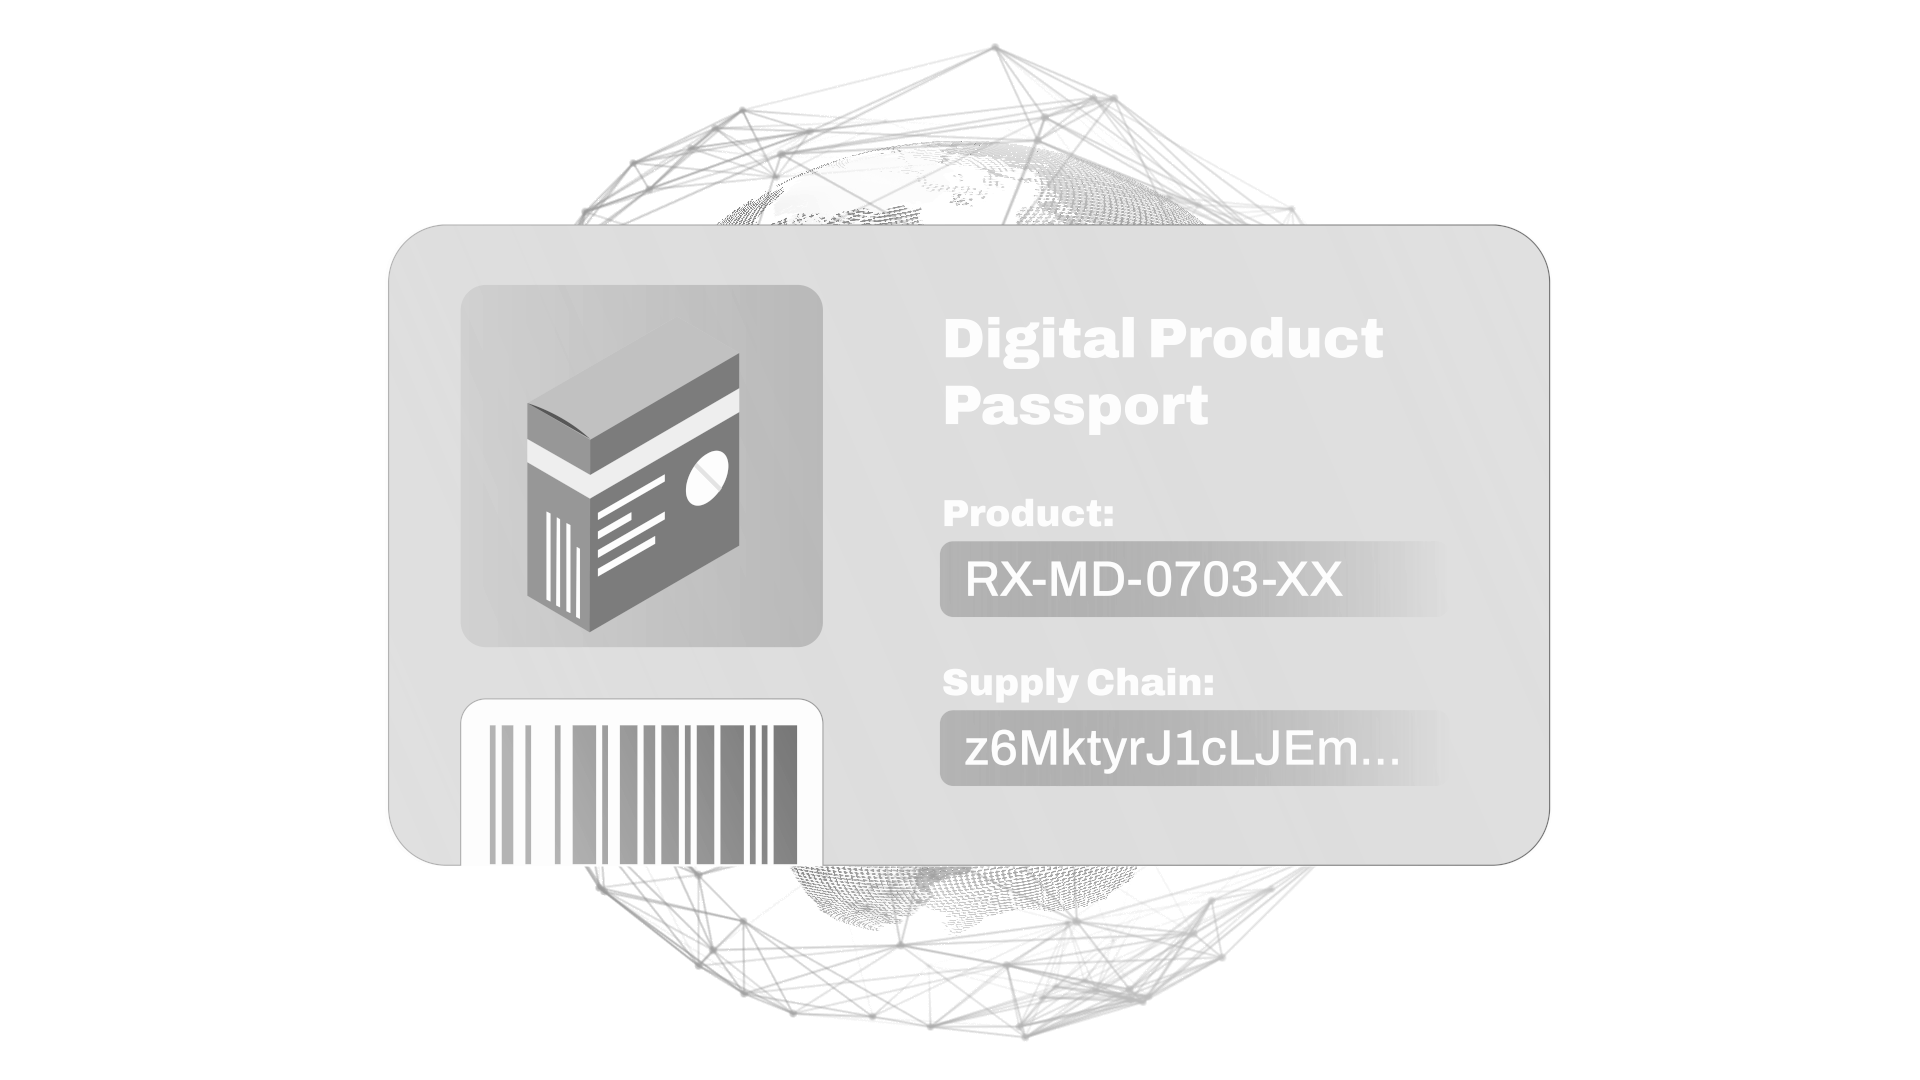 Digital Product
Passport
Product:
RX-MD-0703-XX
Supply Chain:
z6MktyrJ1cLJEm...